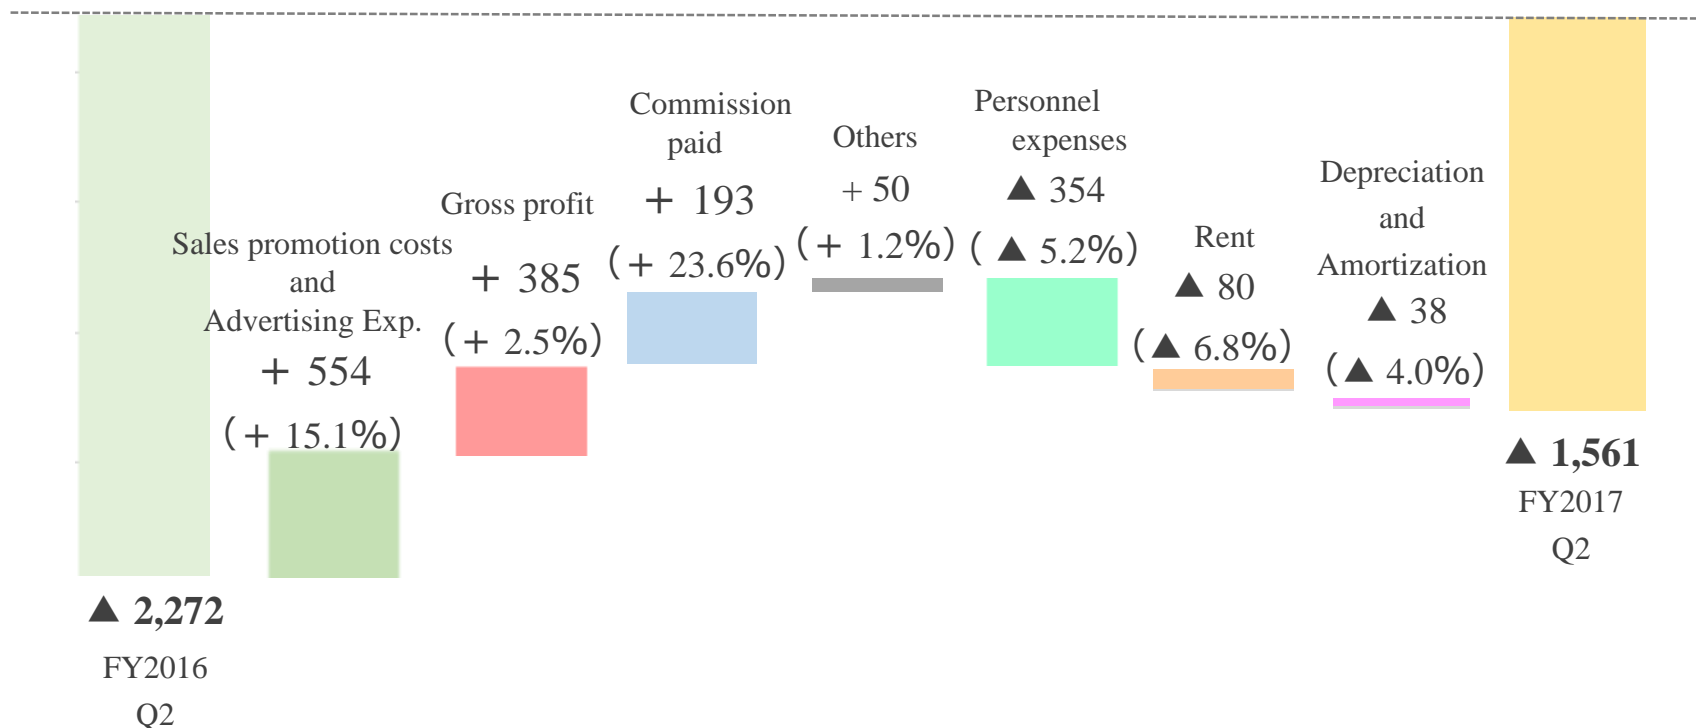 ▲ 2,272
FY2016
Q2
Sales promotion costs
and
Advertising Exp.
+ 554
(+ 15.1%)
Gross profit
+ 385
(+ 2.5%)
Commission
paid
+ 193
(+ 23.6%)
Others
+ 50
(+ 1.2%)
Personnel
expenses
▲ 354
(▲ 5.2%)
Rent
▲ 80
(▲ 6.8%)
Depreciation
and
Amortization
▲ 38
(▲ 4.0%)
▲ 1,561
FY2017
Q2